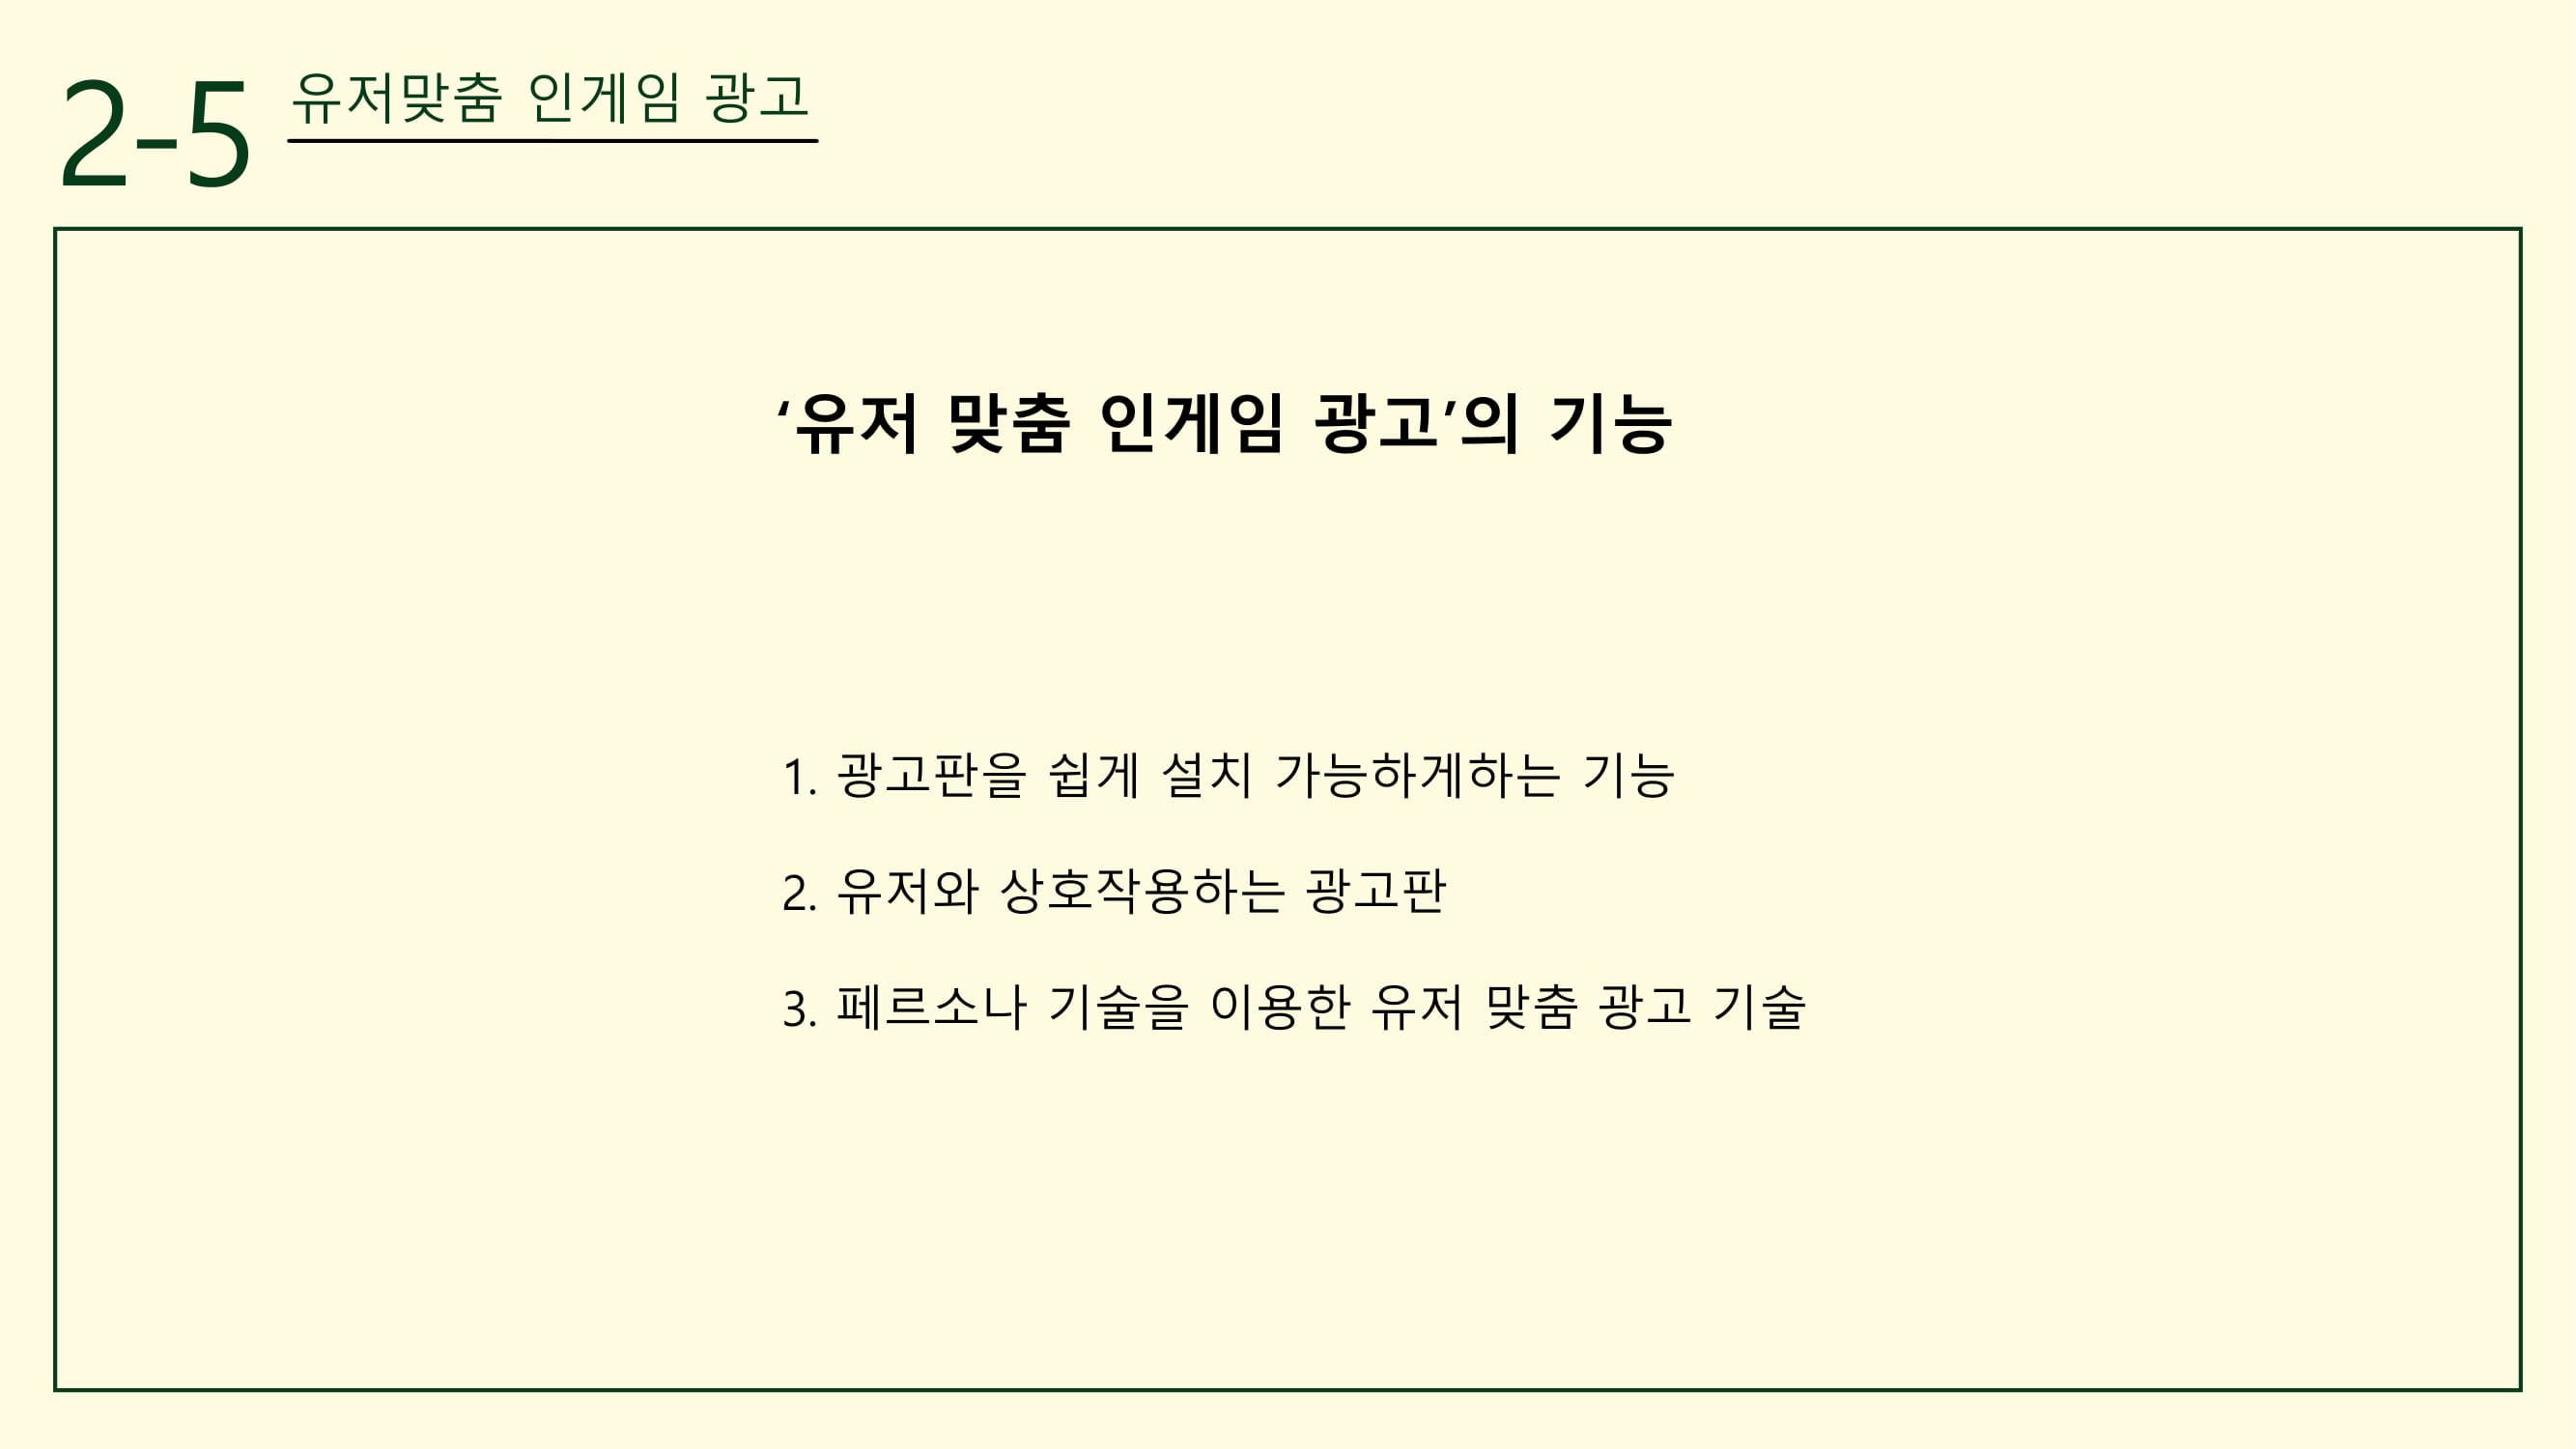 2-5
유저맞춤 인게임 광고
‘유저 맞춤 인게임 광고’의 기능
1. 광고판을 쉽게 설치 가능하게하는 기능
2. 유저와 상호작용하는 광고판
3. 페르소나 기술을 이용한 유저 맞춤 광고 기술